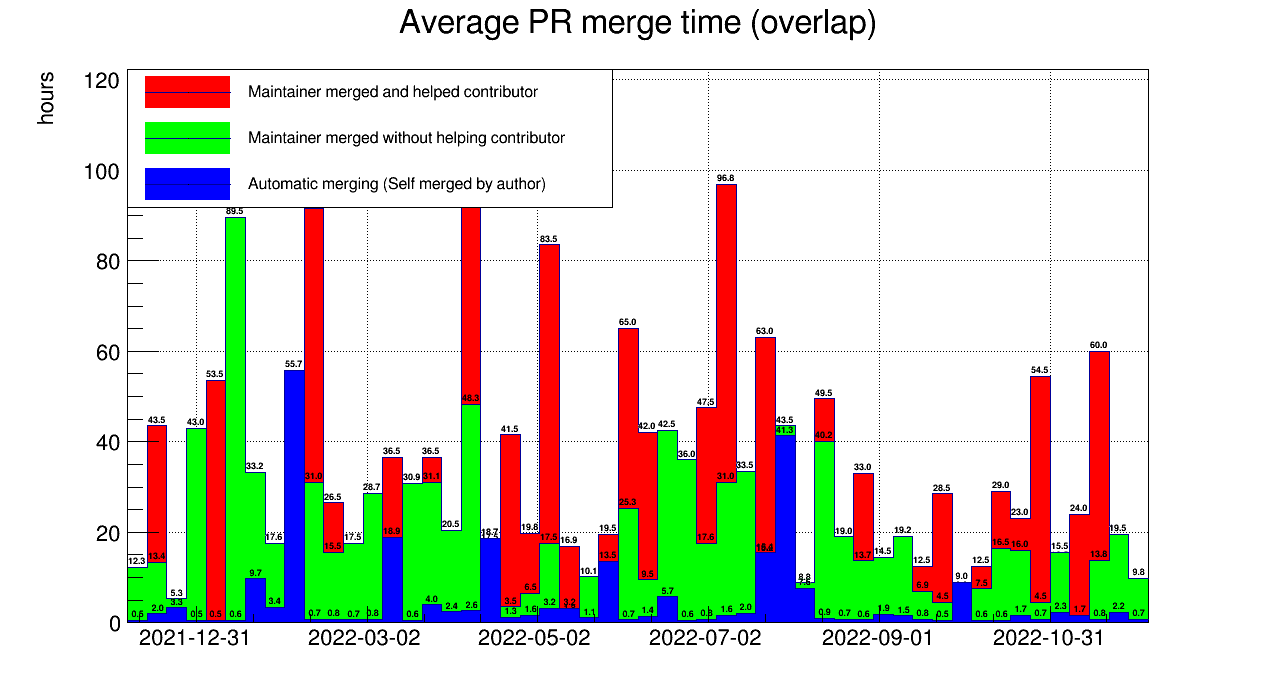 Average PR merge time (overlap)
hours
Maintainer merged and helped contributor
Maintainer merged without helping contributor
Automatic merging (Self merged by author)
120
100
80
60
40
20
0
96.8
89.5
83.5
65.0
63.0
60.0
55.7
53.5
54.5
49.5
48.3
47.5
43.5 43.0 41.5 42.0 42.5 43.5
41.3
40.2
36.5 36.5 36.0
33.2 33.5 33.0
31.0 30.9 31.1 31.0
28.7 28.5 29.0
26.5 25.3 24.0
23.0
20.5 19.8 19.5 19.0 19.2 19.5
17.6 17.5 18.9 17.5 17.6
15.5 16.9 16.5 16.0 15.5
12.3 13.4 13.5 13.7 14.5 12.5 12.5 13.8
9.7 10.1 9.5 9.0 9.8
5.3 6.5 5.7 6.9 7.5
3.3 3.4 4.0 3.5 3.2 4.5 4.5
0.5 2.0 0.5 0.5 0.6 0.7 0.8 0.7 0.8 0.6 2.4 2.6 1.3 1.6 1.1 0.7 1.4 0.6 1.6 2.0 0.9 0.7 0.6 1.9 1.5 0.8 0.5 0.6 0.6 1.7 0.7 2.3 1.7 0.8 2.2 0.7
2021-12-31 2022-03-02 2022-05-02 2022-07-02 2022-09-01 2022-10-31